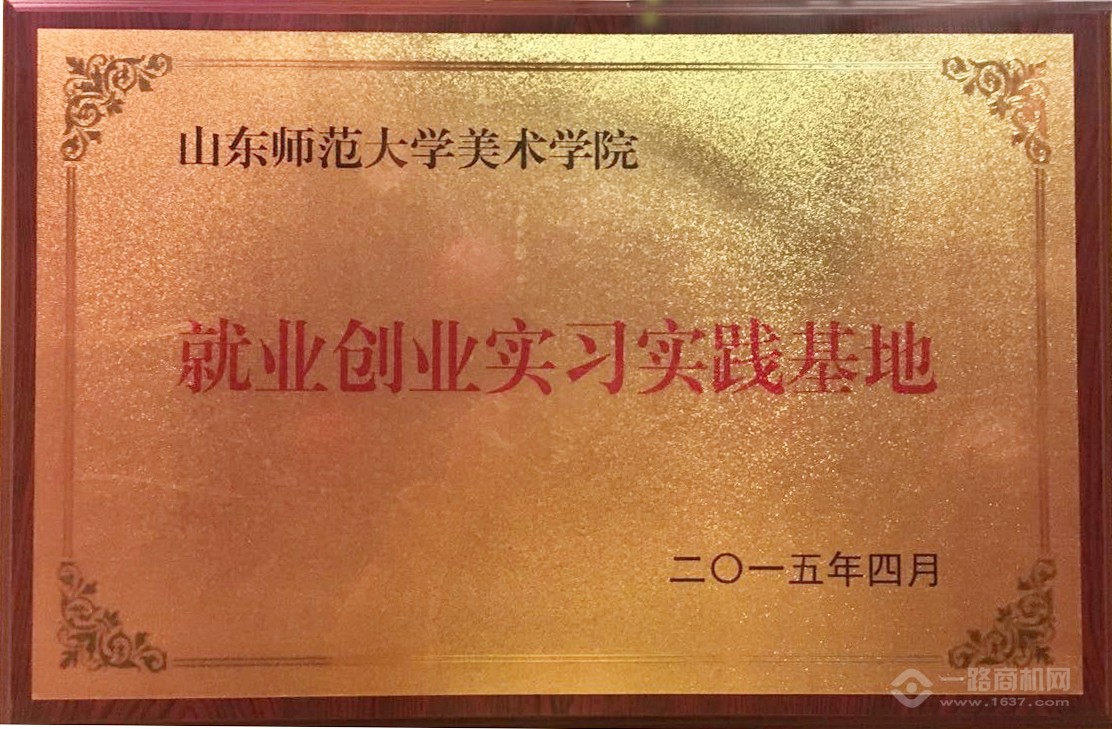 山东师范大学美术学院
就业创业实习实践基地
二〇一五年四月
一路商机网
www.1637.com